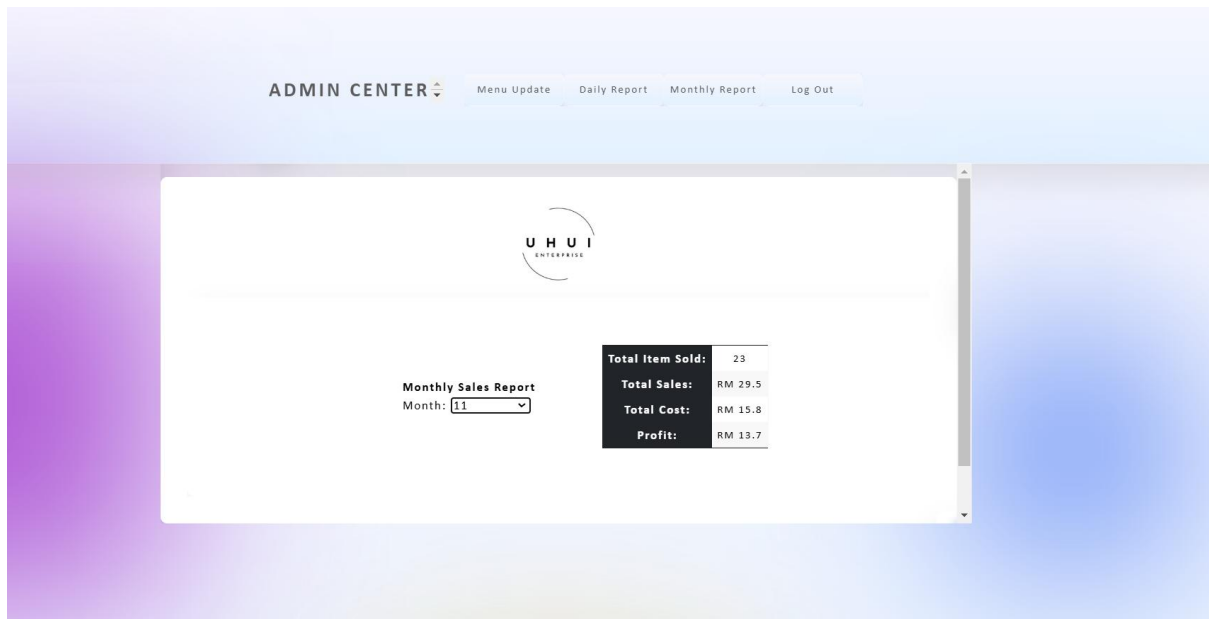 ADMIN CENTER Menu Update Daily Report Monthly Report Log Out
UHUI
ENTERPRISE
Monthly Sales Report
Month: 11
Total Item Sold: 23
Total Sales: RM 29.5
Total Cost: RM 15.8
Profit: RM 13.7